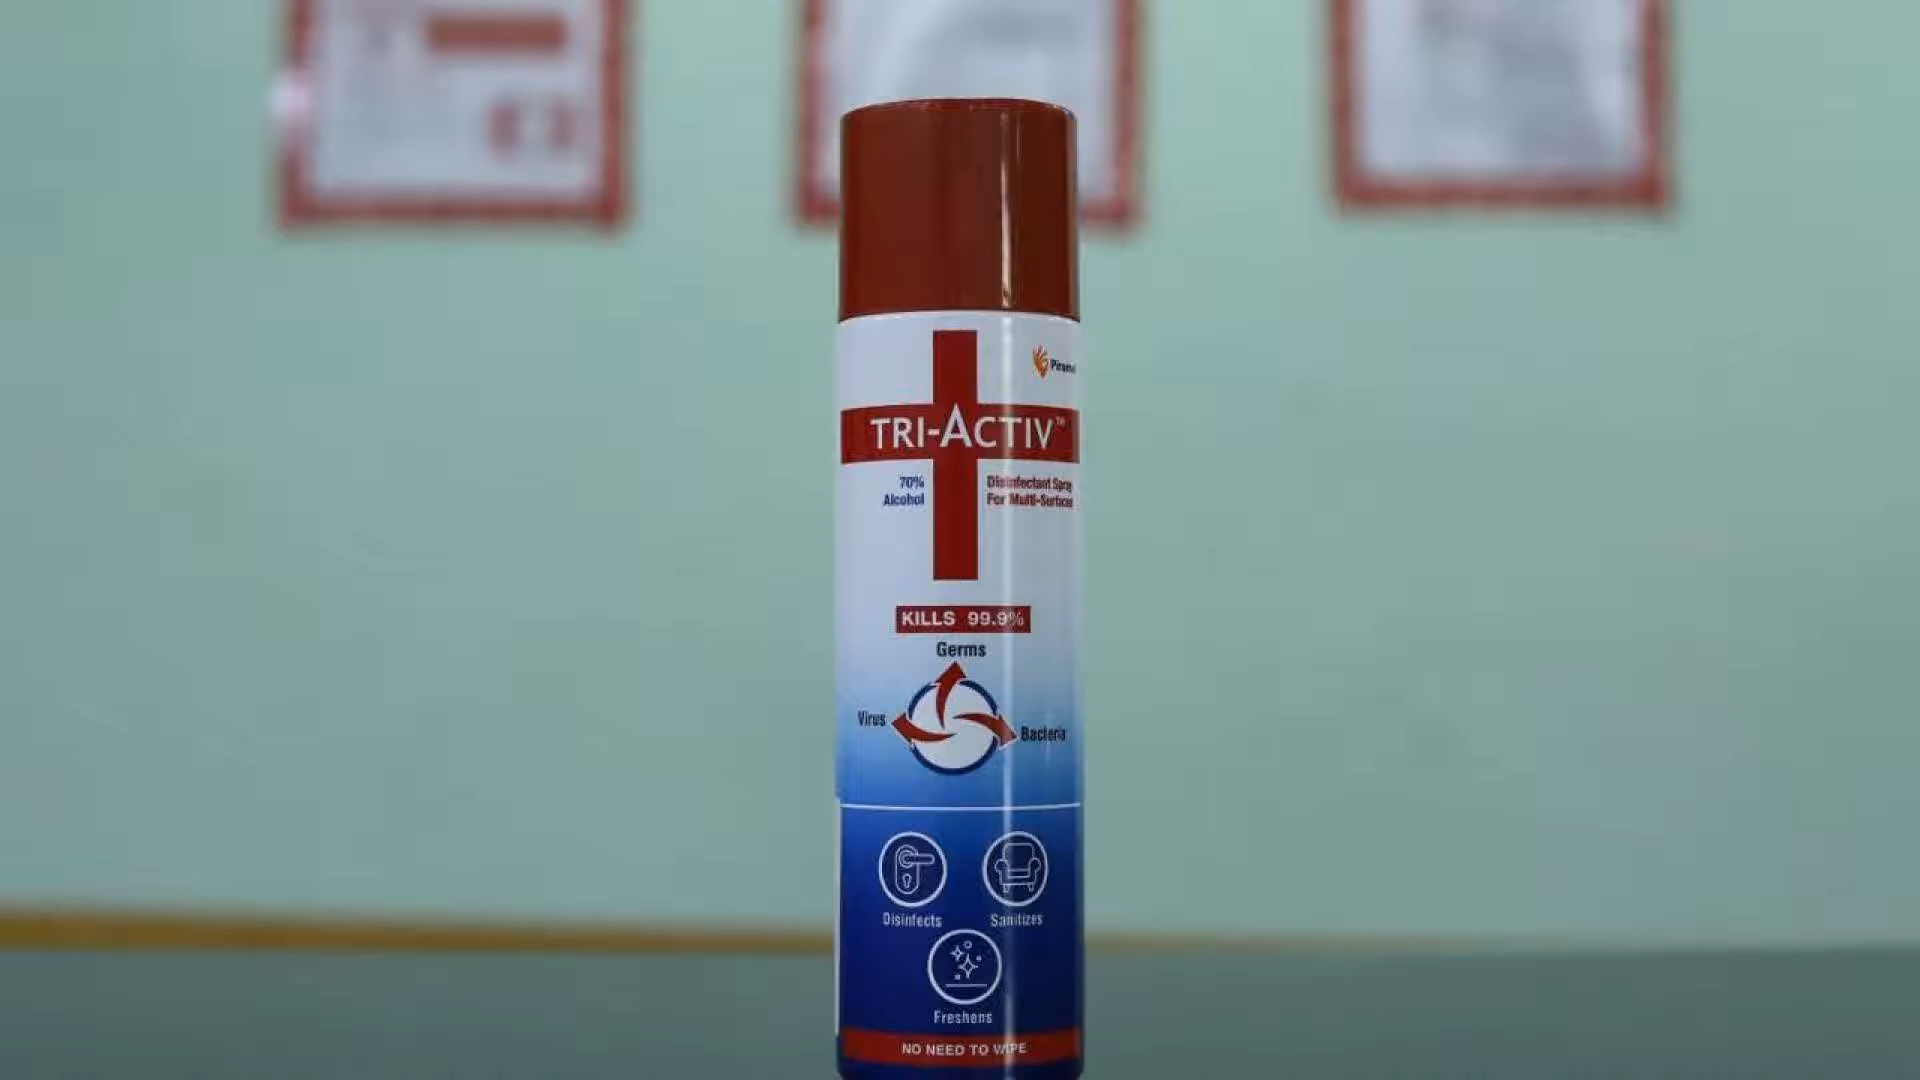 Piramal
TRI-ACTIV™
70%
Alcohol
Disinfectant Spray
For Multi-Surfaces
KILLS 99.9%
Germs
Virus
Bacteria
Disinfects
Sanitizes
Freshens
NO NEED TO WIPE